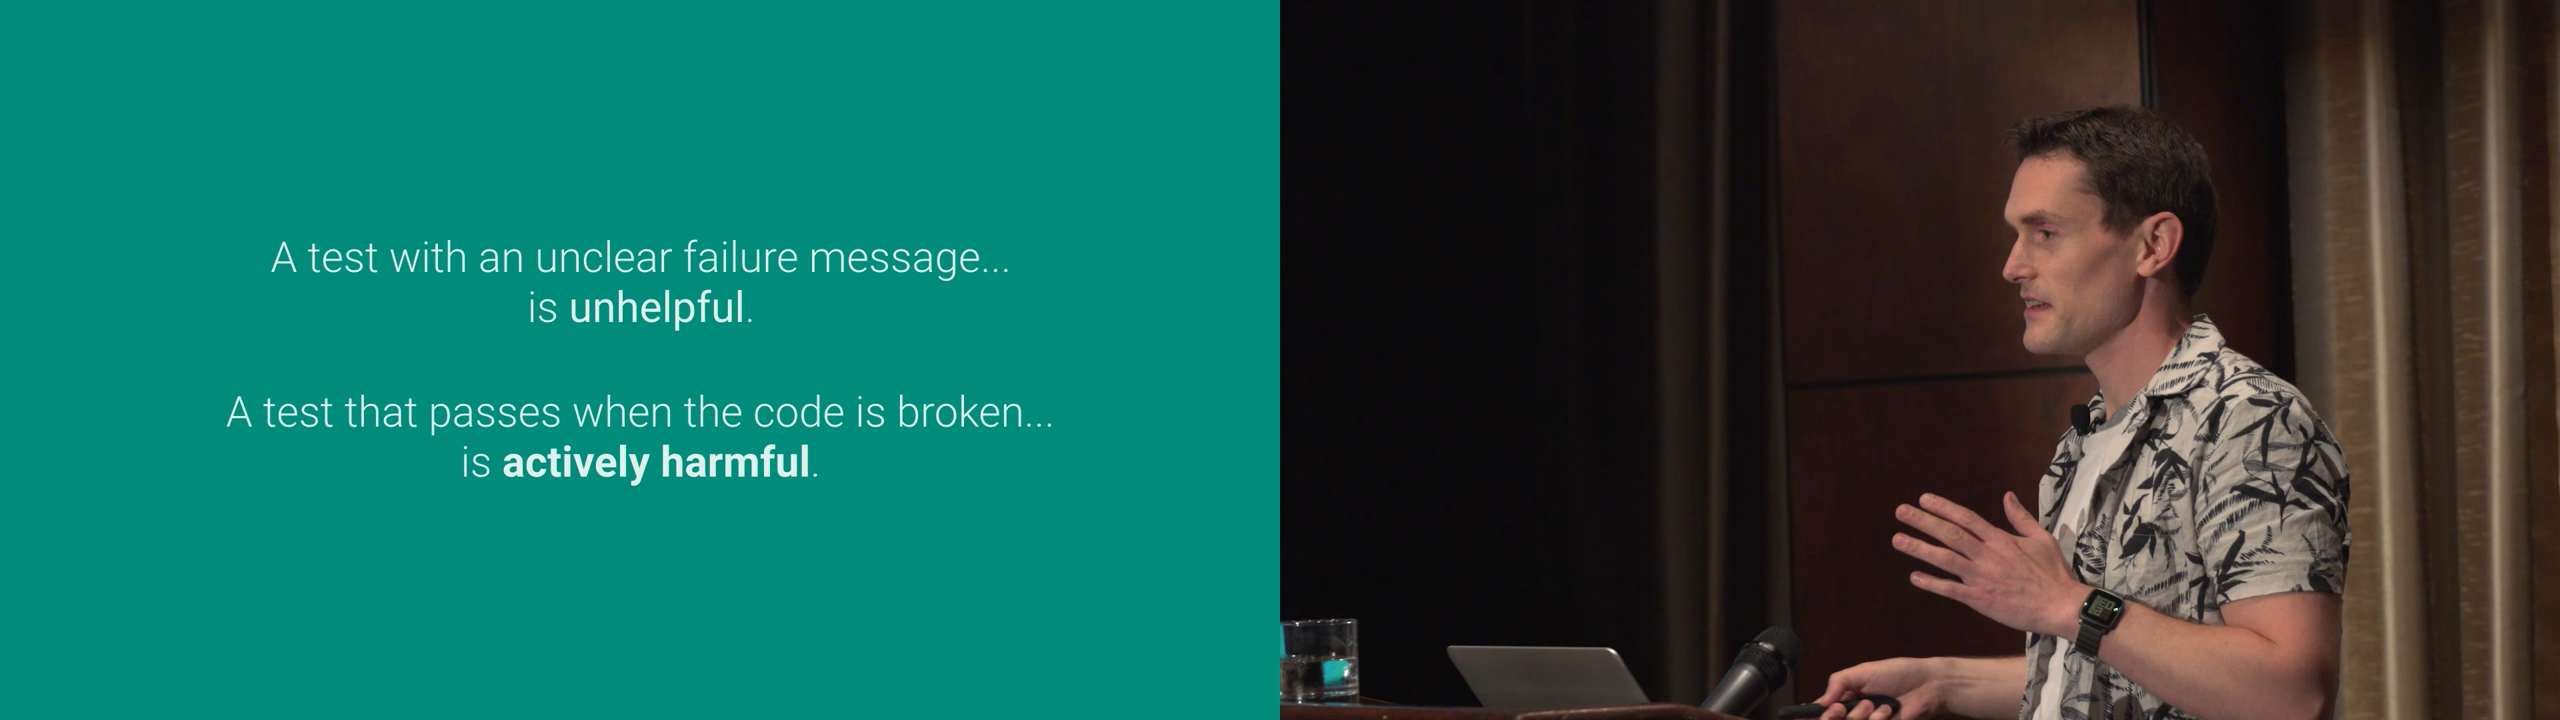 A test with an unclear failure message...
is unhelpful.
A test that passes when the code is broken...
is actively harmful.